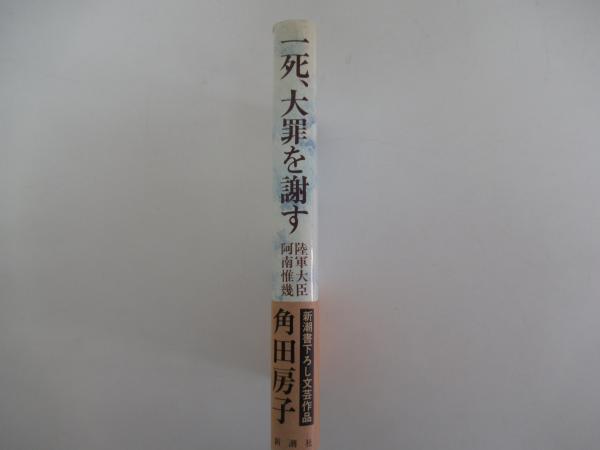 一死、大罪を謝す
陸軍大臣
阿南惟幾
新潮書下ろし文芸作品
角田房子
新潮社